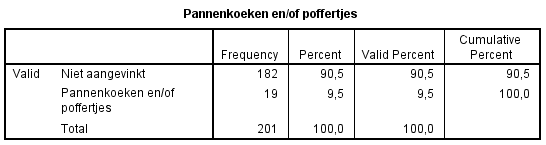 Pannenkoeken en/of poffertjes
Frequency Percent Valid Percent Cumulative Percent
Valid Niet aangevinkt 182 90,5 90,5 90,5
Pannenkoeken en/of poffertjes 19 9,5 9,5 100,0
Total 201 100,0 100,0